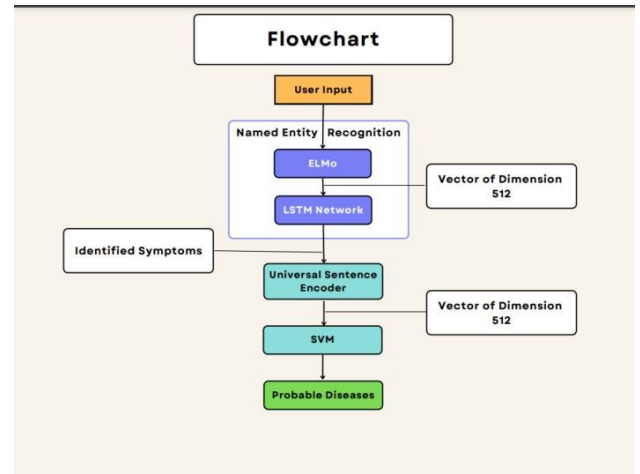 Flowchart
User Input
Named Entity Recognition
ELMo
Vector of Dimension
512
LSTM Network
Identified Symptoms
Universal Sentence
Encoder
Vector of Dimension
512
SVM
Probable Diseases